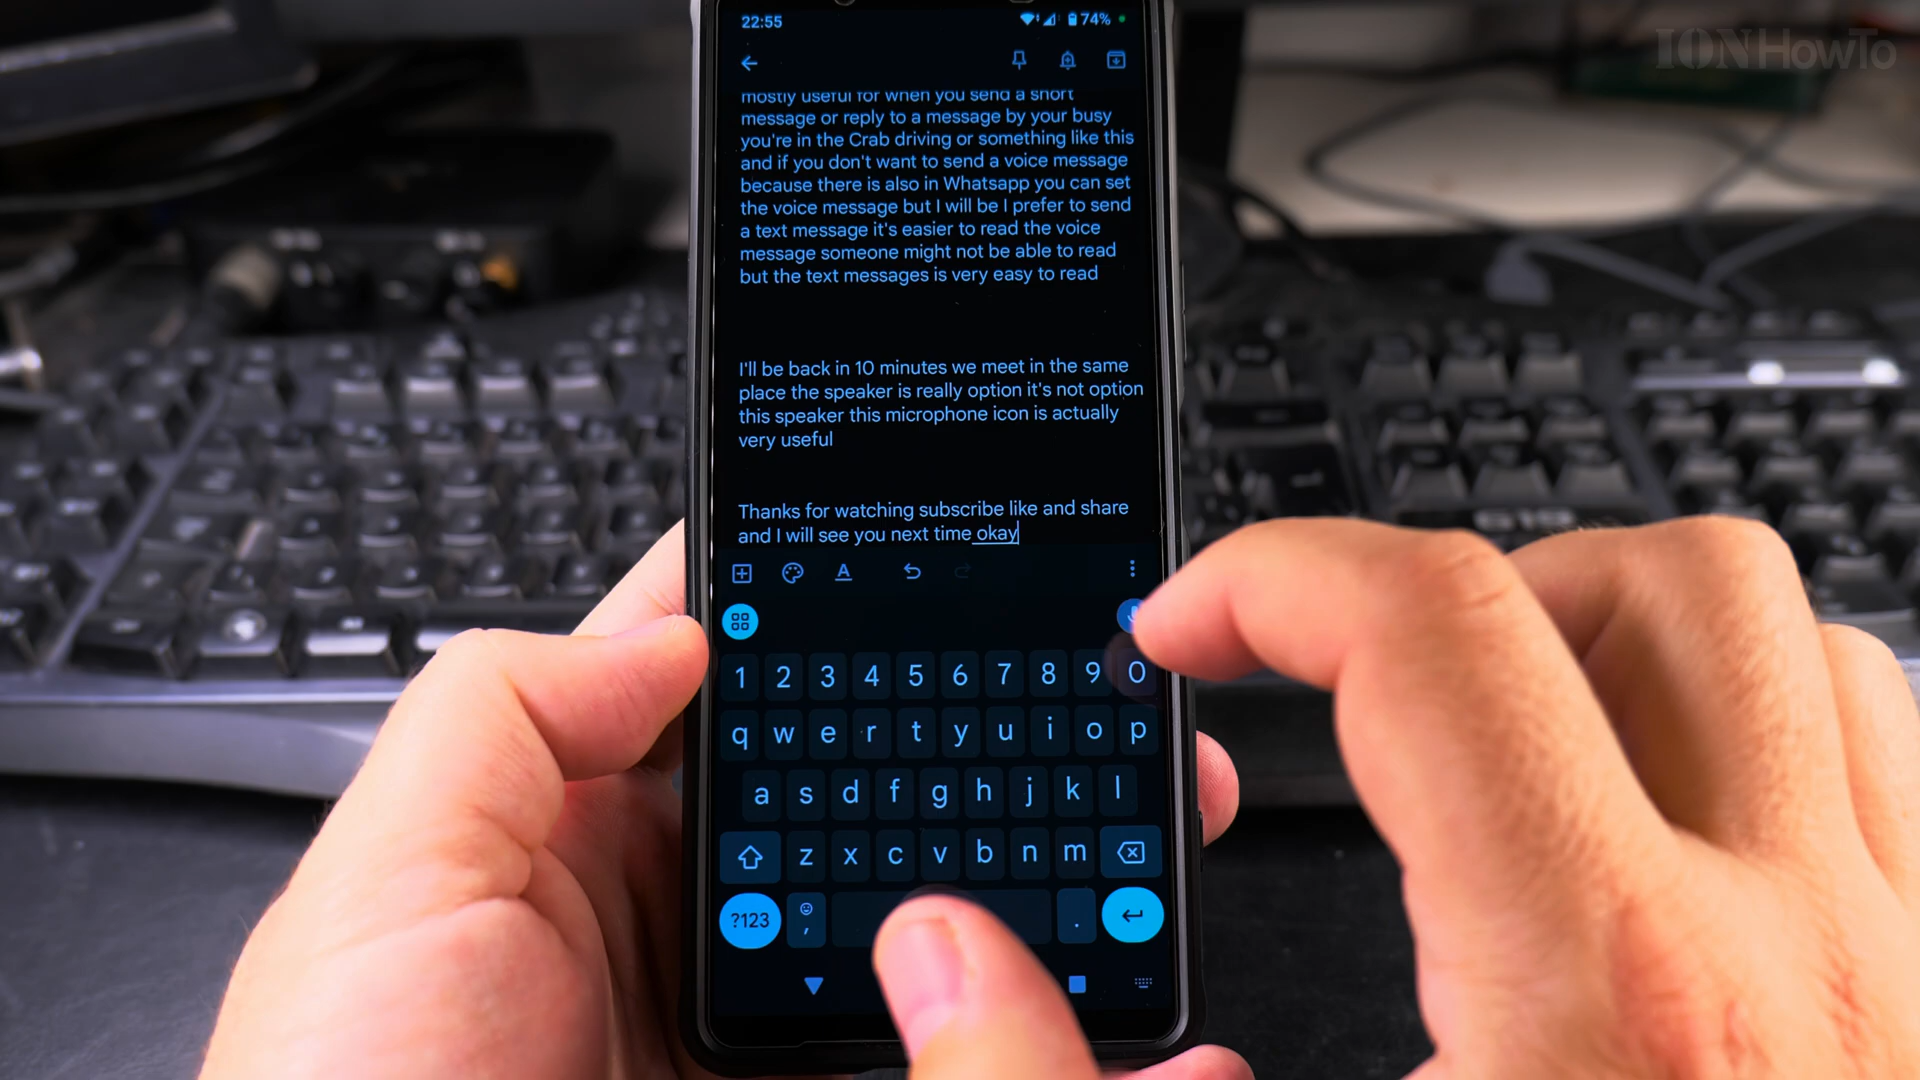 22:55
74%
IONHowTo
mostly useful for when you send a short
message or reply to a message by your busy
you're in the Crab driving or something like this
and if you don't want to send a voice message
because there is also in Whatsapp you can set
the voice message but I will be I prefer to send
a text message it's easier to read the voice
message someone might not be able to read
but the text messages is very easy to read
I'll be back in 10 minutes we meet in the same
place the speaker is really option it's not option
this speaker this microphone icon is actually
very useful
Thanks for watching subscribe like and share
and I will see you next time okay
A
1 2 3 4 5 6 7 8 9 0
q w e r t y u i o p
a s d f g h j k l
z x c v b n m
?123 , .
G19